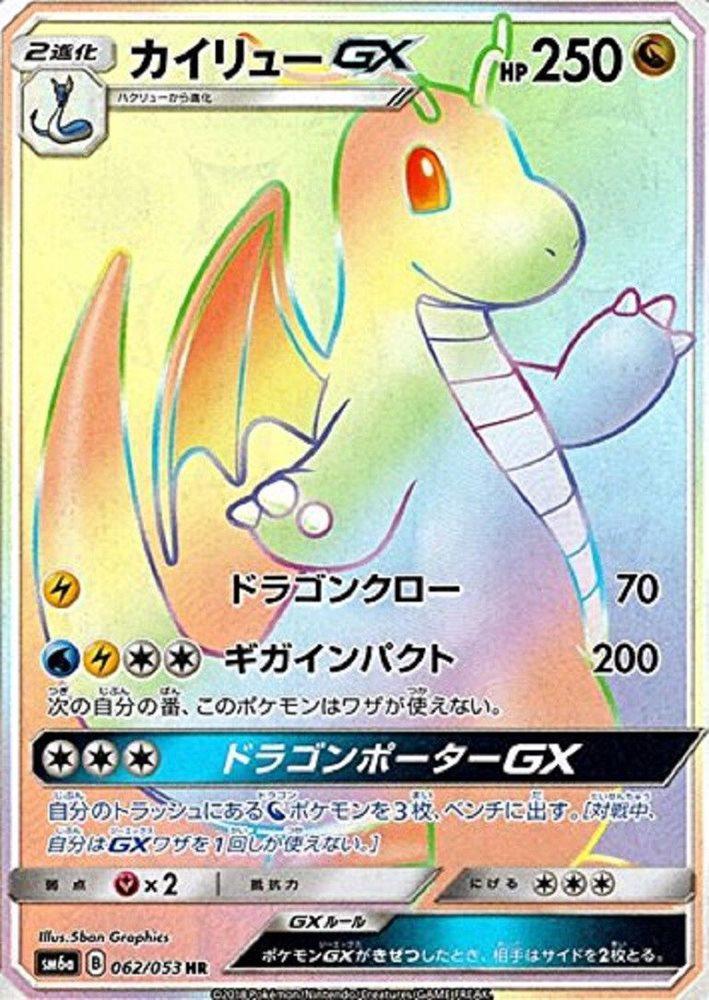 2進化 カイリューGX HP250
ハクリューから進化
ドラゴンクロー 70
ギガインパクト 200
次の自分の番、このポケモンはワザが使えない。
ドラゴンポーターGX
自分のトラッシュにあるポケモンを3枚、ベンチに出す。[対戦中、
自分はGXワザを1回しか使えない。]
弱点 ×2 抵抗力 にげる
Illus.5ban Graphics
GXルール
ポケモンGXがきぜつしたとき、相手はサイドを2枚とる。
SM6a B 062/053 HR
©2018 Pokémon/Nintendo/Creatures/GAME FREAK.